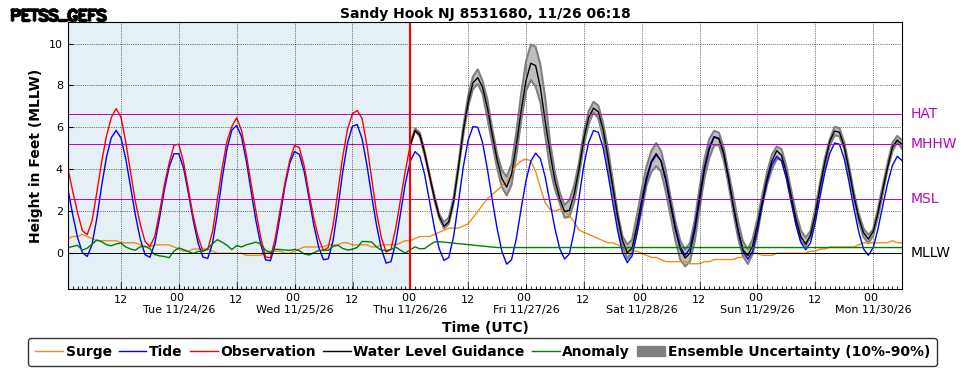 PETSS_GEFS
Sandy Hook NJ 8531680, 11/26 06:18
Height in Feet (MLLW)
10
8
6
4
2
0
HAT
MHHW
MSL
MLLW
12 00 12 00 12 00 12 00 12 00 12 00 12 00
Tue 11/24/26 Wed 11/25/26 Thu 11/26/26 Fri 11/27/26 Sat 11/28/26 Sun 11/29/26 Mon 11/30/26
Time (UTC)
Surge Tide Observation Water Level Guidance Anomaly Ensemble Uncertainty (10%-90%)